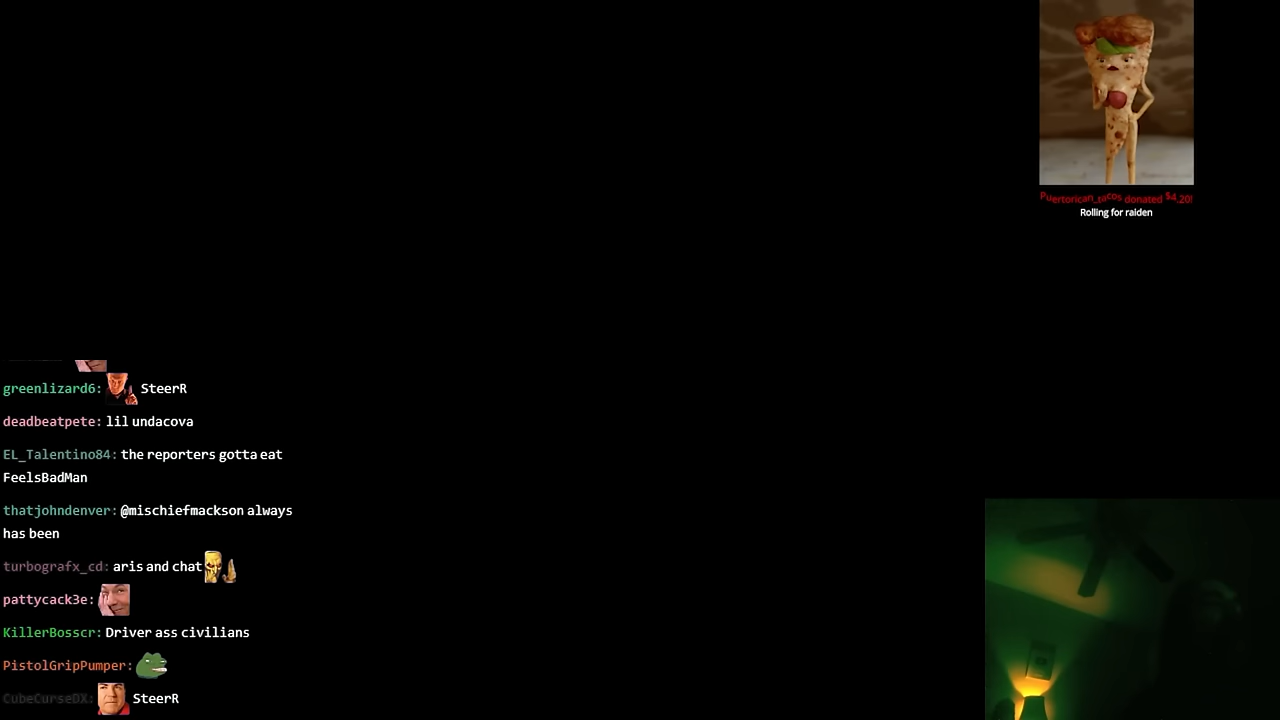 Puertorican_tacos donated $4.20!
Rolling for raiden
greenlizard6: SteerR
deadbeatpete: lil undacova
EL_Talentino84: the reporters gotta eat
FeelsBadMan
thatjohndenver: @mischiefmackson always
has been
turbografx_cd: aris and chat
pattycack3e:
KillerBosscr: Driver ass civilians
PistolGripPumper:
CubeCurseDX: SteerR